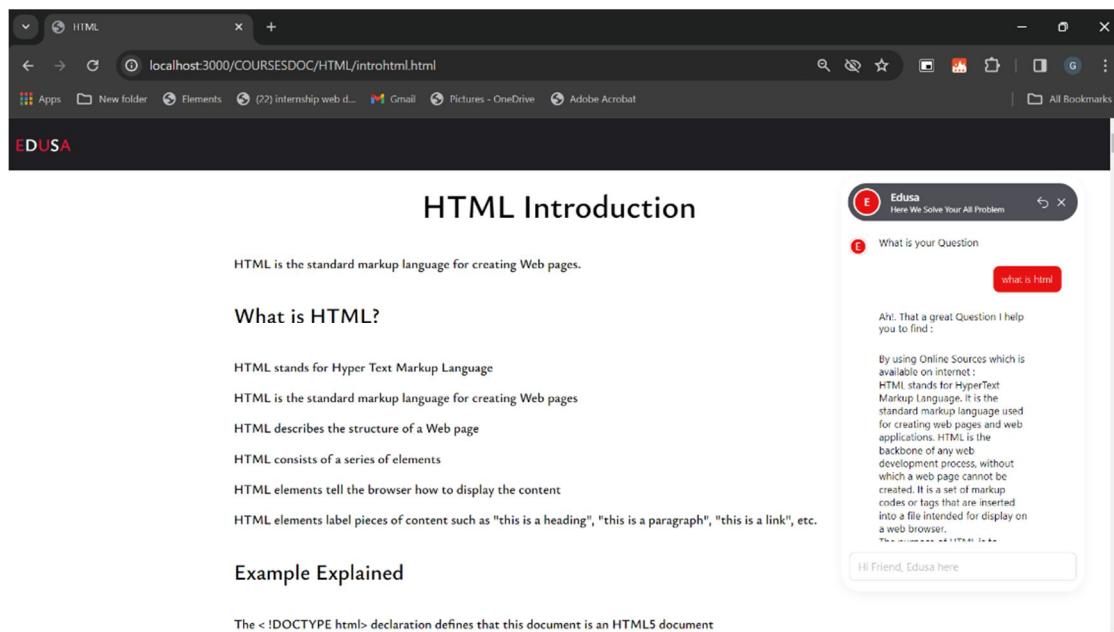 HTML
localhost:3000/COURSESDOC/HTML/introhtml.html
G
Apps New folder Elements (22) internship web d... Gmail Pictures - OneDrive Adobe Acrobat All Bookmarks
EDUSA
HTML Introduction
HTML is the standard markup language for creating Web pages.
What is HTML?
HTML stands for Hyper Text Markup Language
HTML is the standard markup language for creating Web pages
HTML describes the structure of a Web page
HTML consists of a series of elements
HTML elements tell the browser how to display the content
HTML elements label pieces of content such as "this is a heading", "this is a paragraph", "this is a link", etc.
Example Explained
The < !DOCTYPE html> declaration defines that this document is an HTML5 document
E
Edusa
Here We Solve Your All Problem
E
What is your Question
what is html
Ah!. That a great Question I help
you to find :
By using Online Sources which is
available on internet :
HTML stands for HyperText
Markup Language. It is the
standard markup language used
for creating web pages and web
applications. HTML is the
backbone of any web
development process, without
which a web page cannot be
created. It is a set of markup
codes or tags that are inserted
into a file intended for display on
a web browser.
The purpose of HTML is to
Hi Friend, Edusa here